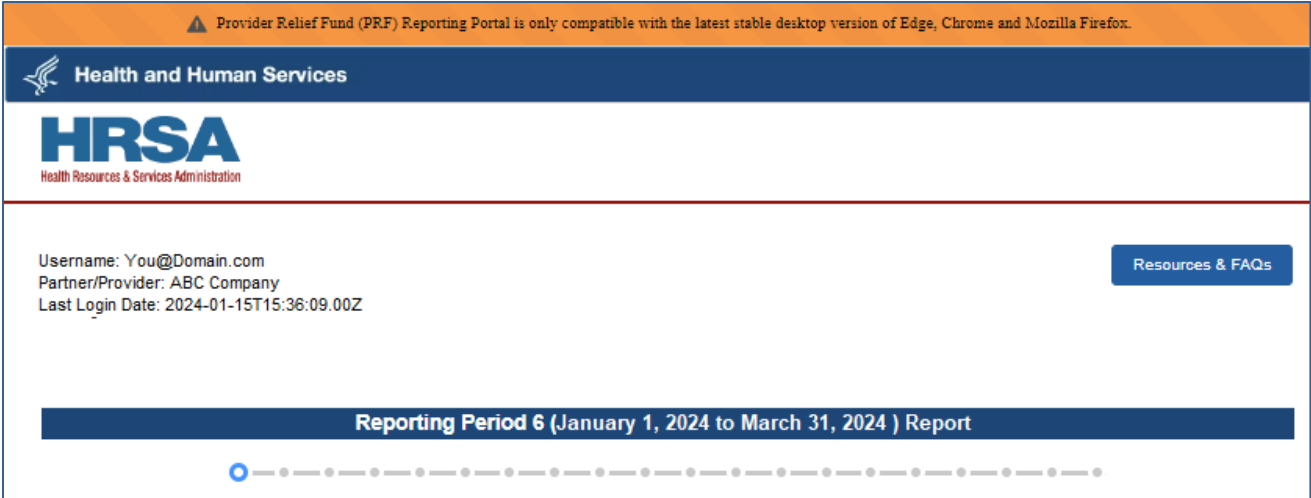 Provider Relief Fund (PRF) Reporting Portal is only compatible with the latest stable desktop version of Edge, Chrome and Mozilla Firefox.
Health and Human Services
HRSA
Health Resources & Services Administration
Username: You@Domain.com
Resources & FAQs
Partner/Provider: ABC Company
Last Login Date: 2024-01-15T15:36:09.00Z
Reporting Period 6 (January 1, 2024 to March 31, 2024 ) Report